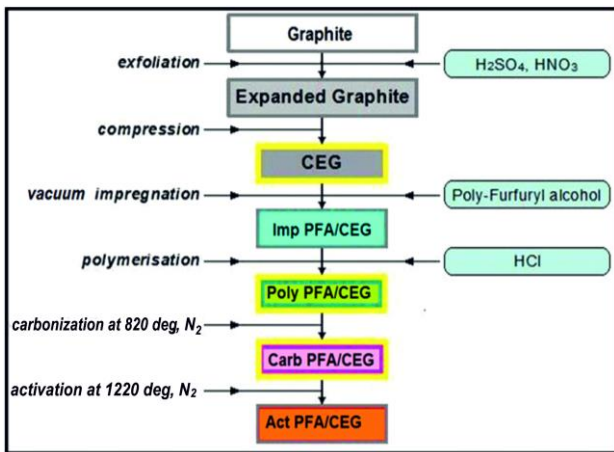 Graphite
exfoliation
H₂SO₄, HNO₃
Expanded Graphite
compression
CEG
vacuum impregnation
Poly-Furfuryl alcohol
Imp PFA/CEG
polymerisation
HCl
Poly PFA/CEG
carbonization at 820 deg, N₂
Carb PFA/CEG
activation at 1220 deg, N₂
Act PFA/CEG